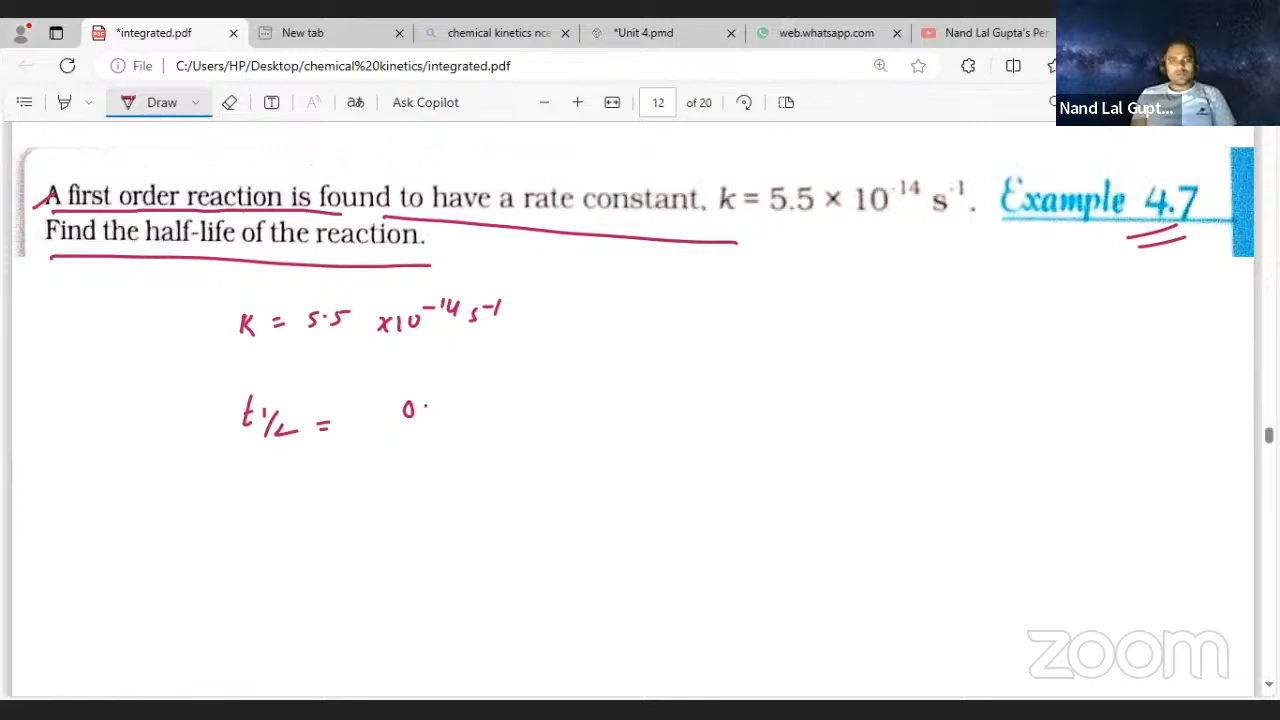 *integrated.pdf
New tab
chemical kinetics nce
*Unit 4.pmd
web.whatsapp.com
Nand Lal Gupta's Per
File
C:/Users/HP/Desktop/chemical%20kinetics/integrated.pdf
Draw
Ask Copilot
12 of 20
Nand Lal Gupt...
A first order reaction is found to have a rate constant, k = 5.5 × 10⁻¹⁴ s⁻¹.
Find the half-life of the reaction.
Example 4.7
K = 5.5 ×10⁻¹⁴ s⁻¹
t1/2 = 0.
zoom